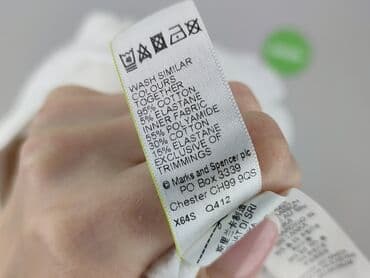 WASH SIMILAR
COLOURS
TOGETHER
95% COTTON
5% ELASTANE
INNER FABRIC
55% POLYAMIDE
30% COTTON
15% ELASTANE
EXCLUSIVE OF
TRIMMINGS
© Marks and Spencer plc
PO Box 3339
Chester CH99 9QS
X64S Q412